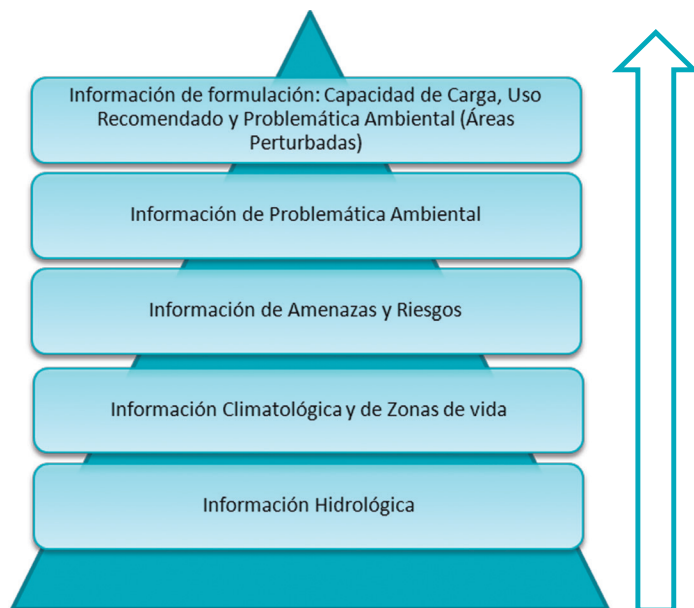 Información de formulación: Capacidad de Carga, Uso
Recomendado y Problemática Ambiental (Áreas
Perturbadas)
Información de Problemática Ambiental
Información de Amenazas y Riesgos
Información Climatológica y de Zonas de vida
Información Hidrológica